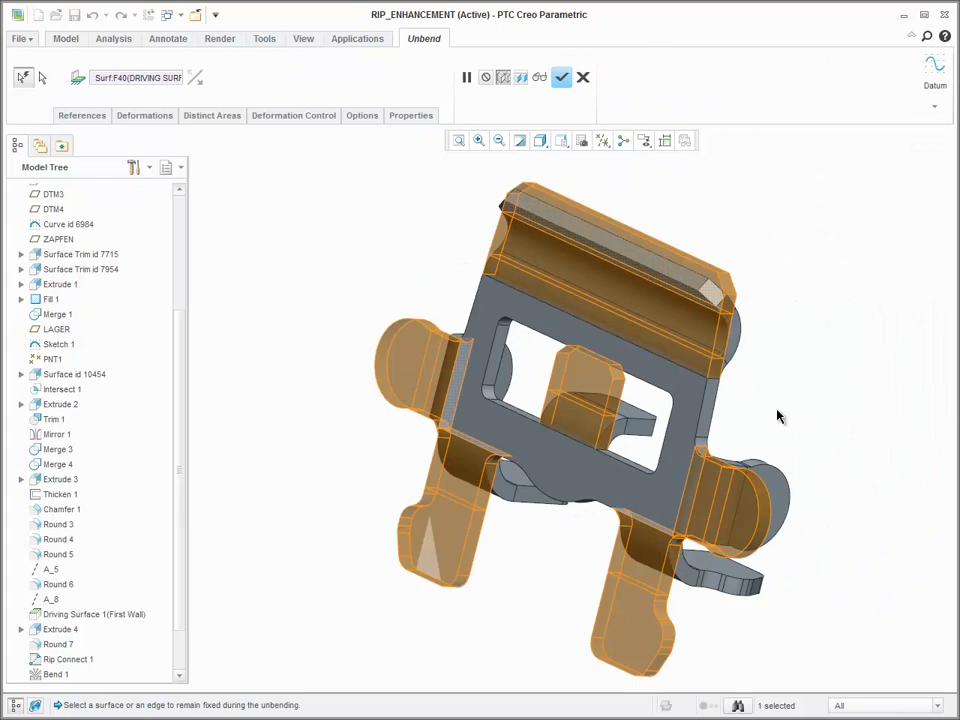 RIP_ENHANCEMENT (Active) - PTC Creo Parametric
File Model Analysis Annotate Render Tools View Applications Unbend
Surf:F40(DRIVING SURF
Datum
References Deformations Distinct Areas Deformation Control Options Properties
Model Tree
DTM3
DTM4
Curve id 6984
ZAPFEN
Surface Trim id 7715
Surface Trim id 7954
Extrude 1
Fill 1
Merge 1
LAGER
Sketch 1
PNT1
Surface id 10454
Intersect 1
Extrude 2
Trim 1
Mirror 1
Merge 3
Merge 4
Extrude 3
Thicken 1
Chamfer 1
Round 3
Round 4
Round 5
A_5
Round 6
A_8
Driving Surface 1(First Wall)
Extrude 4
Round 7
Rip Connect 1
Bend 1
Select a surface or an edge to remain fixed during the unbending.
1 selected
All